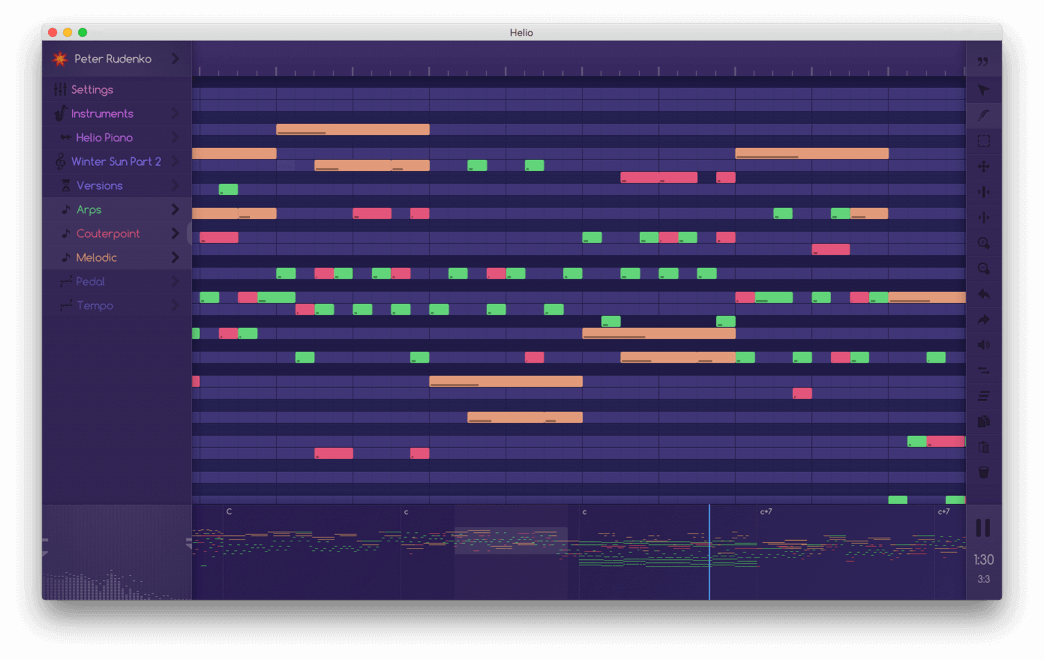 Helio
Peter Rudenko
Settings
Instruments
Helio Piano
Winter Sun Part 2
Versions
Arps
Couterpoint
Melodic
Pedal
Tempo
C
c
c
c+7
c+7
1:30
3:3